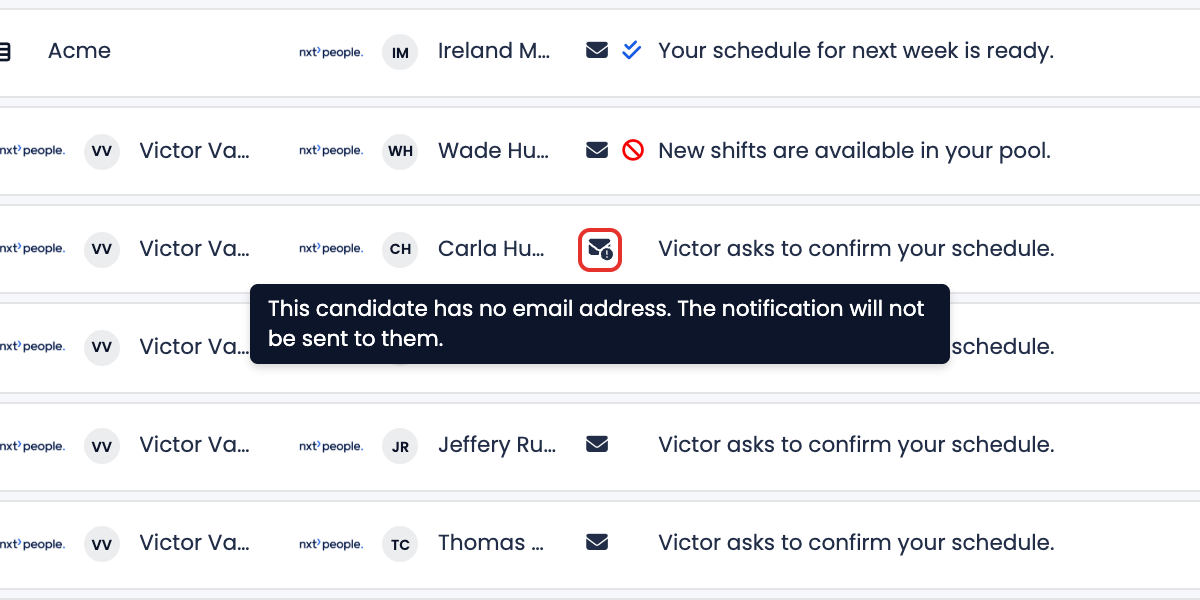 Acme nxt people. IM Ireland M... Your schedule for next week is ready.
nxt people. VV Victor Va... nxt people. WH Wade Hu... New shifts are available in your pool.
nxt people. VV Victor Va... nxt people. CH Carla Hu... Victor asks to confirm your schedule.
This candidate has no email address. The notification will not
be sent to them.
nxt people. VV Victor Va... schedule.
nxt people. VV Victor Va... nxt people. JR Jeffery Ru... Victor asks to confirm your schedule.
nxt people. VV Victor Va... nxt people. TC Thomas ... Victor asks to confirm your schedule.